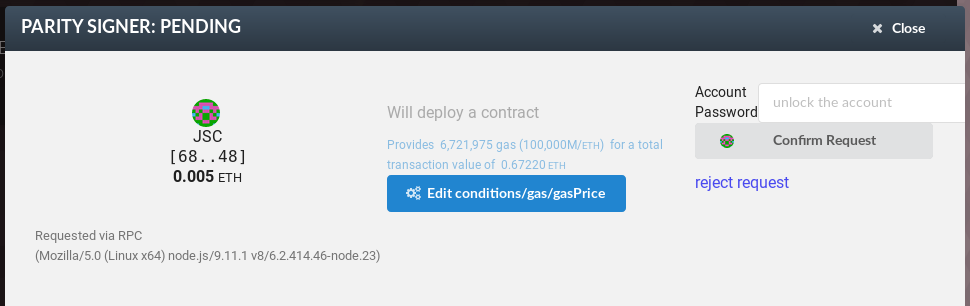 PARITY SIGNER: PENDING
Close
JSC
[68..48]
0.005 ETH
Will deploy a contract
Provides 6,721,975 gas (100,000M/ETH) for a total
transaction value of 0.67220 ETH
Edit conditions/gas/gasPrice
Account
Password
unlock the account
Confirm Request
reject request
Requested via RPC
(Mozilla/5.0 (Linux x64) node.js/9.11.1 v8/6.2.414.46-node.23)